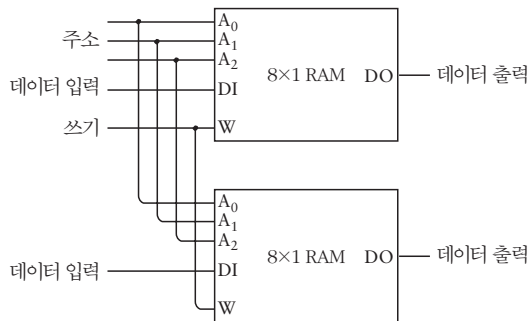 A₀
주소 A₁
A₂
데이터 입력 DI 8×1 RAM DO 데이터 출력
쓰기 W
A₀
A₁
A₂
데이터 입력 DI 8×1 RAM DO 데이터 출력
W